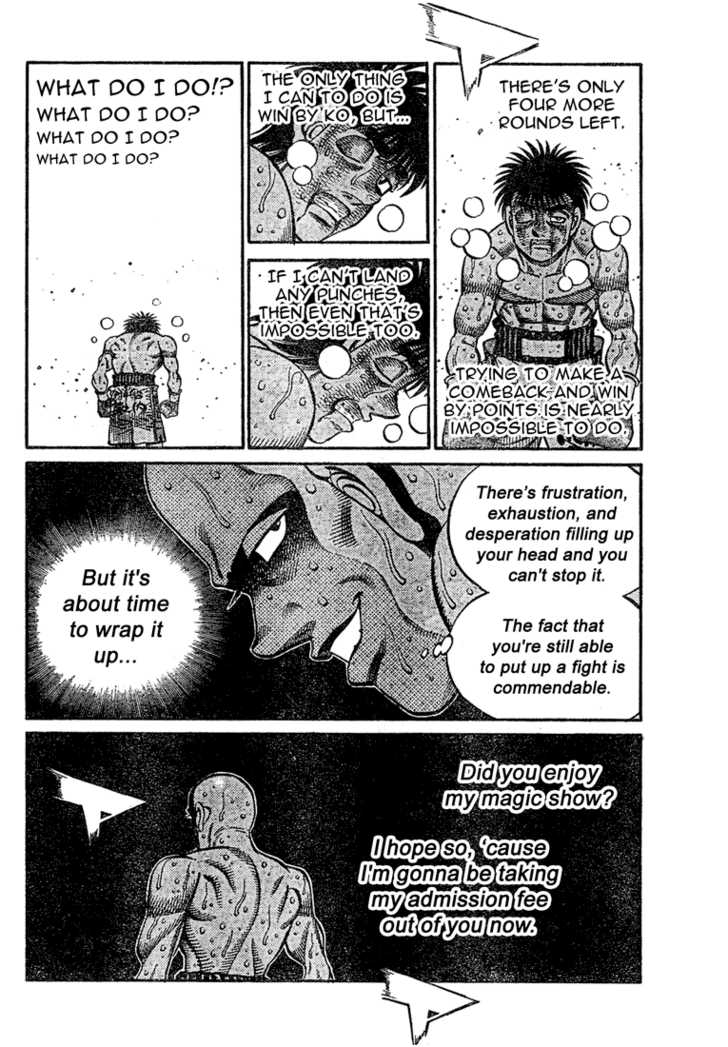 THERE'S ONLY
FOUR MORE
ROUNDS LEFT.
TRYING TO MAKE A
COMEBACK AND WIN
BY POINTS IS NEARLY
IMPOSSIBLE TO DO.
THE ONLY THING
I CAN TO DO IS
WIN BY KO, BUT...
IF I CAN'T LAND
ANY PUNCHES,
THEN EVEN THAT'S
IMPOSSIBLE TOO.
WHAT DO I DO!?
WHAT DO I DO?
WHAT DO I DO?
WHAT DO I DO?
There's frustration,
exhaustion, and
desperation filling up
your head and you
can't stop it.
The fact that
you're still able
to put up a fight is
commendable.
But it's
about time
to wrap it
up...
Did you enjoy
my magic show?
I hope so, 'cause
I'm gonna be taking
my admission fee
out of you now.